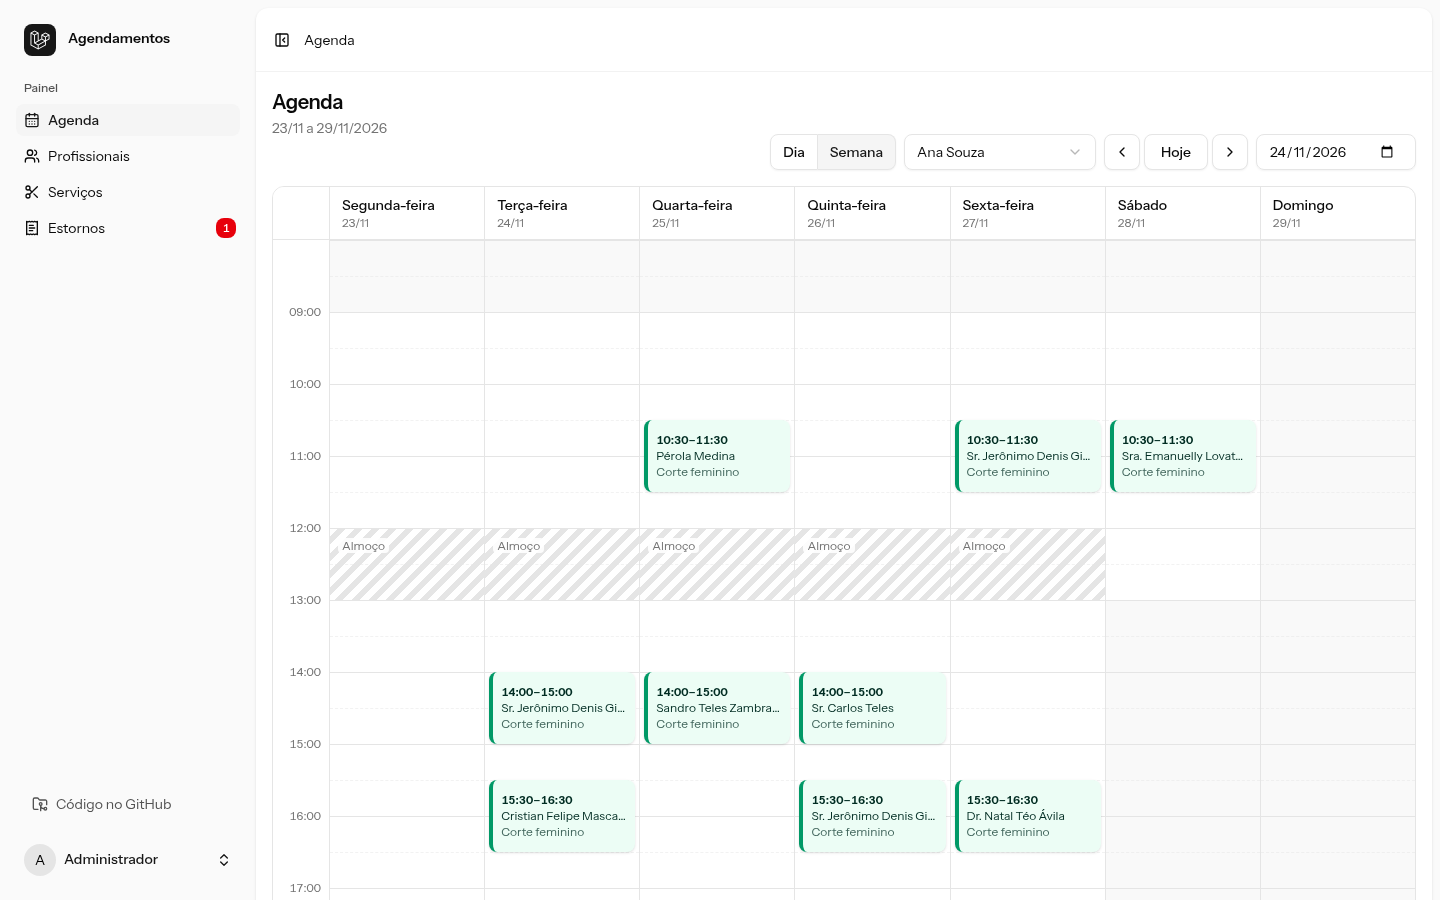 Agendamentos
Painel
Agenda
Profissionais
Serviços
Estornos 1
Código no GitHub
A Administrador
Agenda
Agenda
23/11 a 29/11/2026
Dia Semana Ana Souza Hoje 24/11/2026
Segunda-feira Terça-feira Quarta-feira Quinta-feira Sexta-feira Sábado Domingo
23/11 24/11 25/11 26/11 27/11 28/11 29/11
09:00
10:00
10:30–11:30 10:30–11:30 10:30–11:30
11:00 Pérola Medina Sr. Jerônimo Denis Gi... Sra. Emanuelly Lovat...
Corte feminino Corte feminino Corte feminino
12:00
Almoço Almoço Almoço Almoço Almoço
13:00
14:00
14:00–15:00 14:00–15:00 14:00–15:00
Sr. Jerônimo Denis Gi... Sandro Teles Zambra... Sr. Carlos Teles
Corte feminino Corte feminino Corte feminino
15:00
15:30–16:30 15:30–16:30 15:30–16:30
16:00 Cristian Felipe Masca... Sr. Jerônimo Denis Gi... Dr. Natal Téo Ávila
Corte feminino Corte feminino Corte feminino
17:00